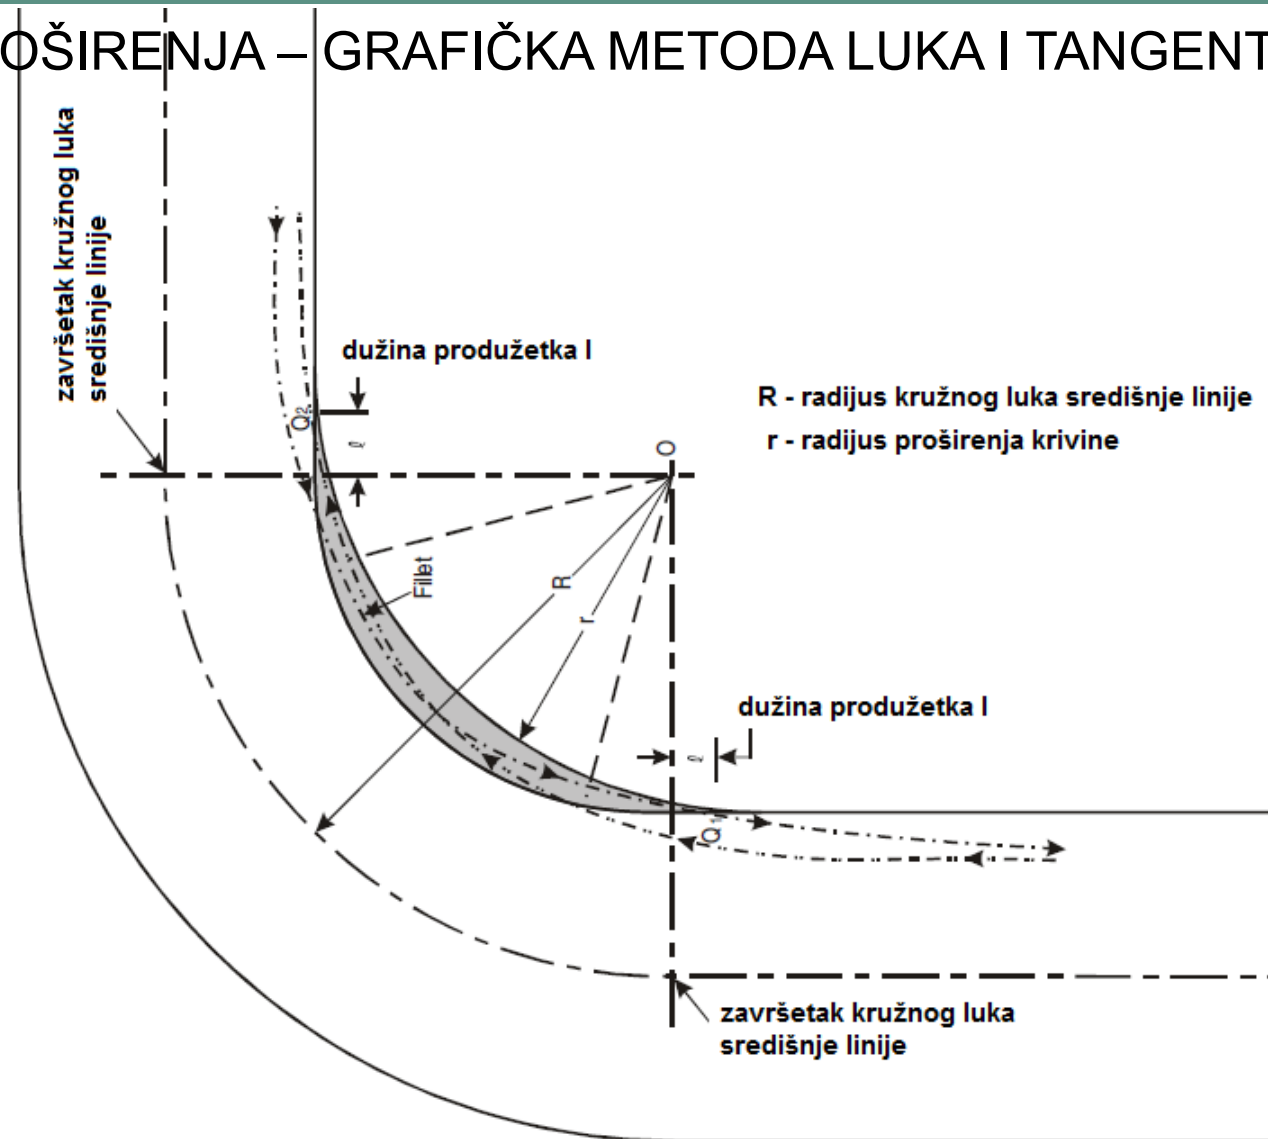 OŠIRENJA – GRAFIČKA METODA LUKA I TANGENT
završetak kružnog luka
središnje linije
dužina produžetka l
R - radijus kružnog luka središnje linije
r - radijus proširenja krivine
Q2
ℓ
O
Fillet
R
r
dužina produžetka l
ℓ
Q1
završetak kružnog luka
središnje linije